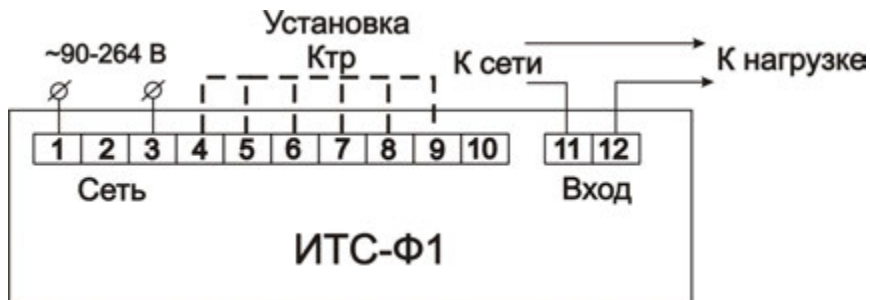 Установка
~90-264 В
Ктр
К сети
К нагрузке
1 2 3 4 5 6 7 8 9 10 11 12
Сеть
Вход
ИТС-Ф1